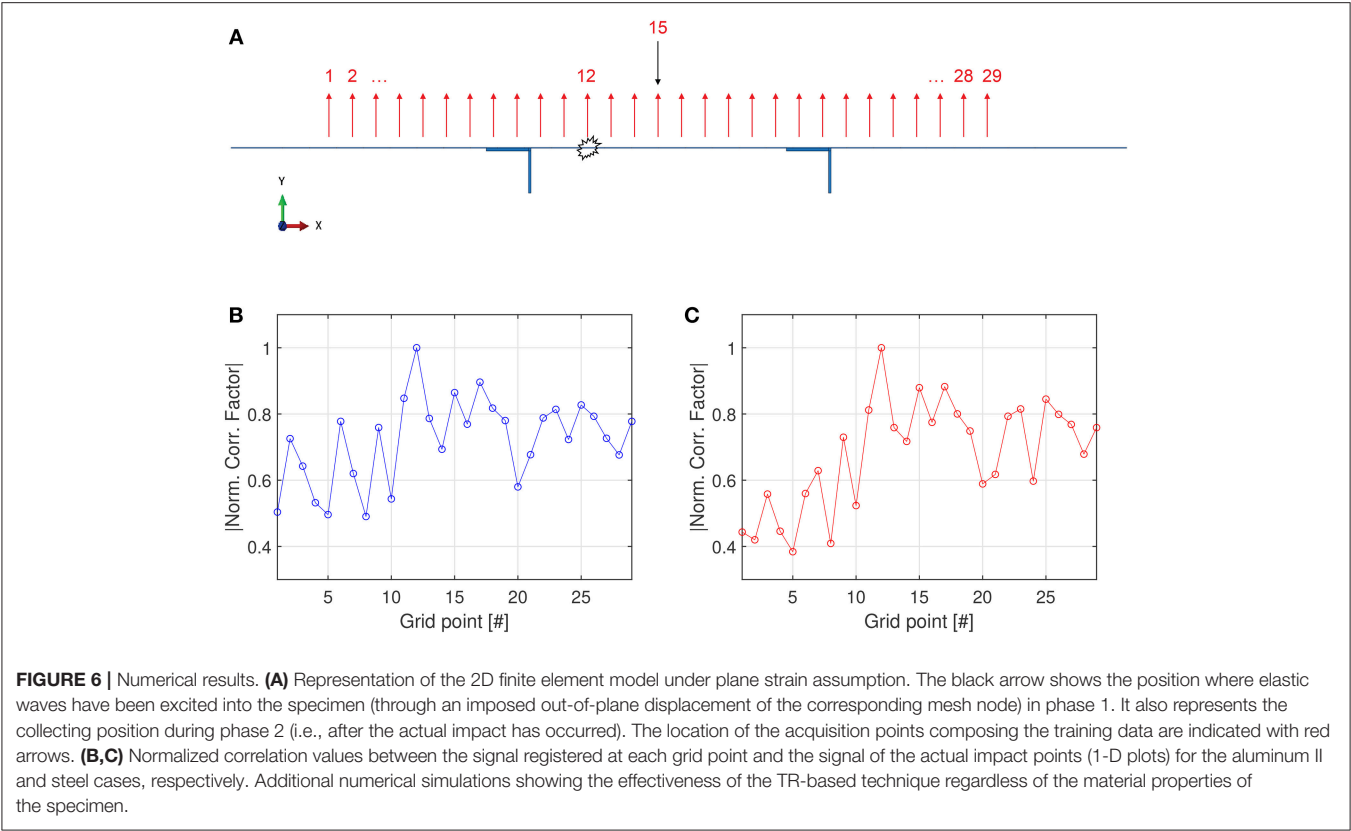 A
15
1 2 ... 12 ... 28 29
Y
X
B
C
|Norm. Corr. Factor|
1
0.8
0.6
0.4
5 10 15 20 25
Grid point [#]
|Norm. Corr. Factor|
1
0.8
0.6
0.4
5 10 15 20 25
Grid point [#]
FIGURE 6 | Numerical results. (A) Representation of the 2D finite element model under plane strain assumption. The black arrow shows the position where elastic
waves have been excited into the specimen (through an imposed out-of-plane displacement of the corresponding mesh node) in phase 1. It also represents the
collecting position during phase 2 (i.e., after the actual impact has occurred). The location of the acquisition points composing the training data are indicated with red
arrows. (B,C) Normalized correlation values between the signal registered at each grid point and the signal of the actual impact points (1-D plots) for the aluminum II
and steel cases, respectively. Additional numerical simulations showing the effectiveness of the TR-based technique regardless of the material properties of
the specimen.